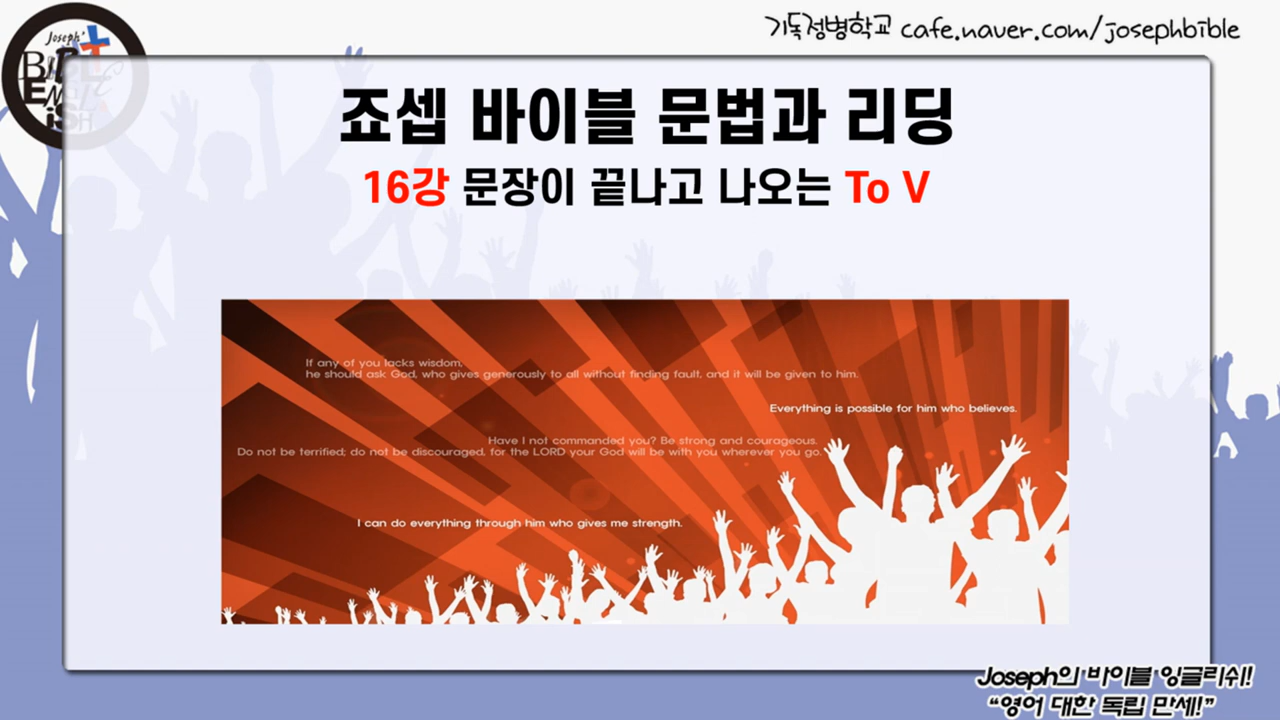 Joseph'
BIBLE
ENGLISH
기독정병학교 cafe.naver.com/josephbible
죠셉 바이블 문법과 리딩
16강 문장이 끝나고 나오는 To V
If any of you lacks wisdom,
he should ask God, who gives generously to all without finding fault, and it will be given to him.
Everything is possible for him who believes.
Have I not commanded you? Be strong and courageous.
Do not be terrified; do not be discouraged, for the LORD your God will be with you wherever you go.
I can do everything through him who gives me strength.
Joseph의 바이블 잉글리쉬!
“영어 대한 독립 만세!”